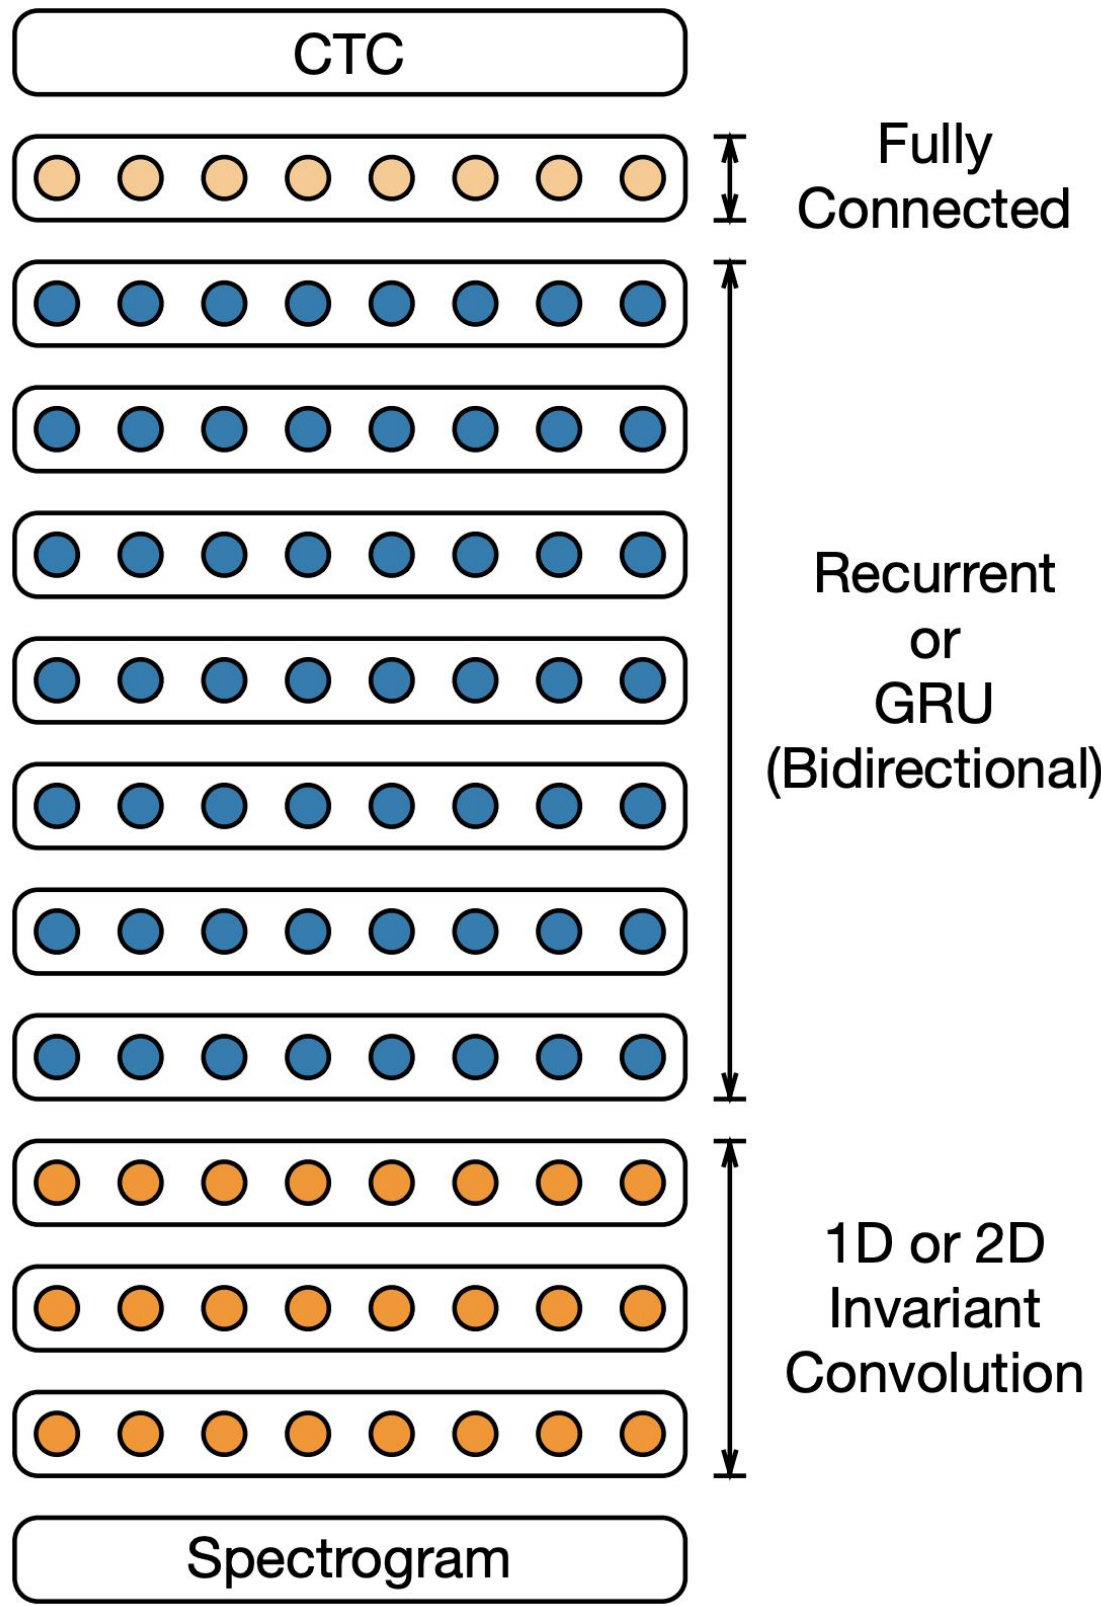 CTC
Fully
Connected
Recurrent
or
GRU
(Bidirectional)
1D or 2D
Invariant
Convolution
Spectrogram